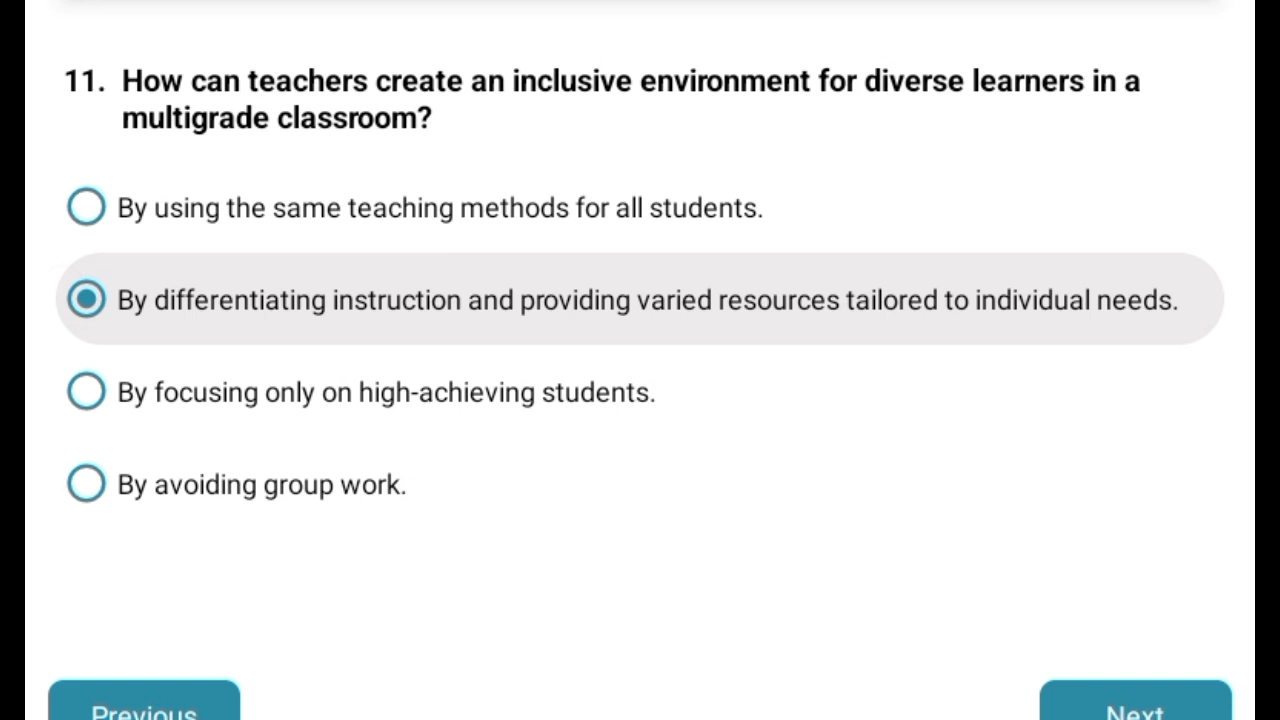 11. How can teachers create an inclusive environment for diverse learners in a
multigrade classroom?
By using the same teaching methods for all students.
By differentiating instruction and providing varied resources tailored to individual needs.
By focusing only on high-achieving students.
By avoiding group work.
Previous
Next